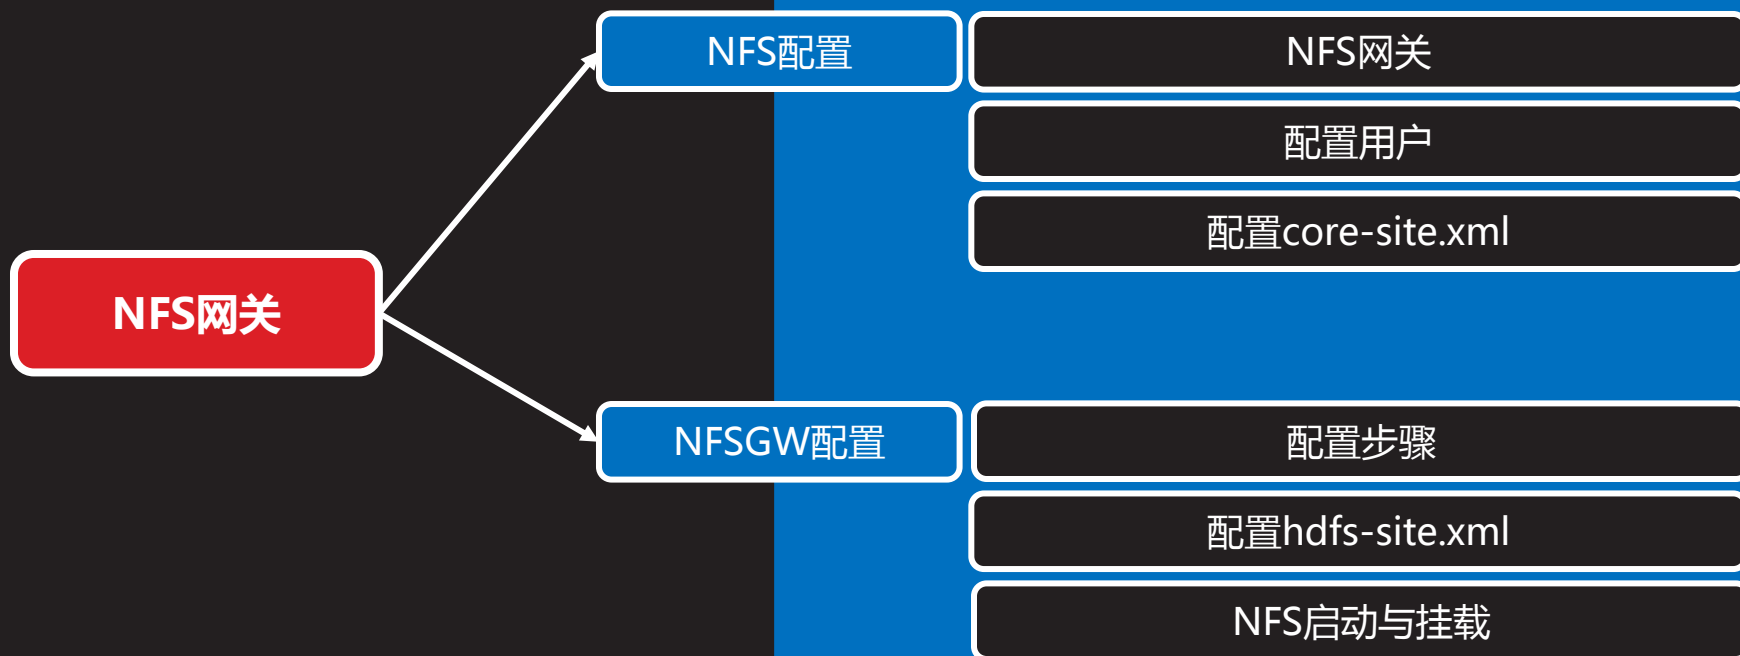 NFS网关
NFS配置
NFS网关
配置用户
配置core-site.xml
NFSGW配置
配置步骤
配置hdfs-site.xml
NFS启动与挂载